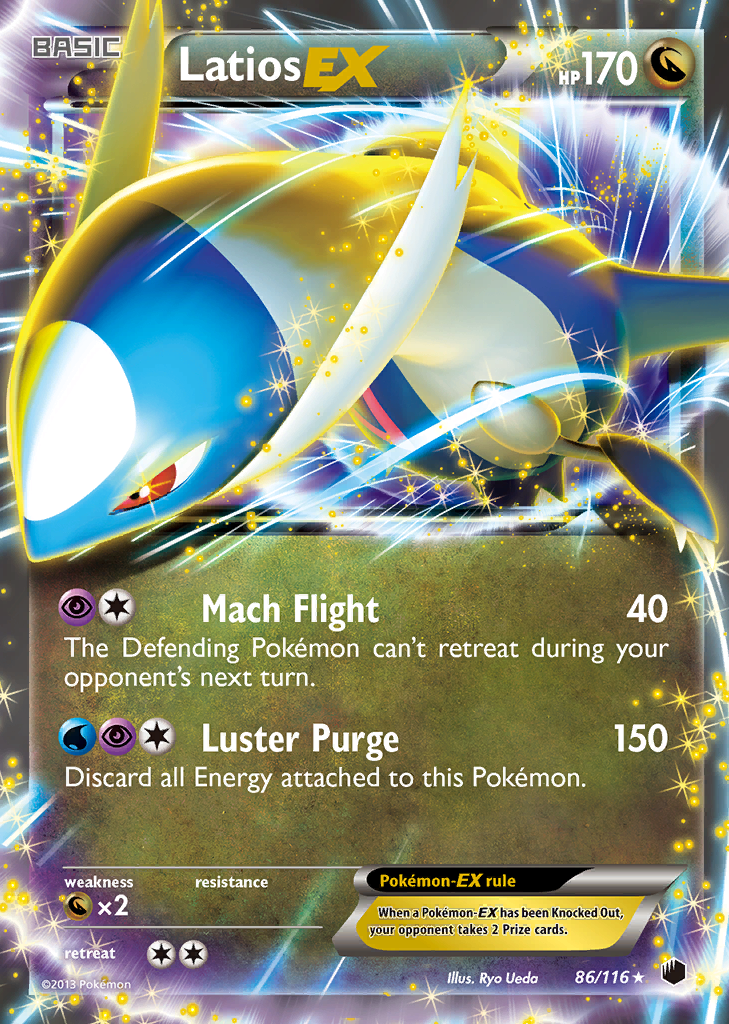 BASIC
Latios EX
HP 170
Mach Flight 40
The Defending Pokémon can't retreat during your
opponent's next turn.
Luster Purge 150
Discard all Energy attached to this Pokémon.
weakness resistance
×2
Pokémon-EX rule
When a Pokémon-EX has been Knocked Out,
your opponent takes 2 Prize cards.
retreat
©2013 Pokémon
Illus. Ryo Ueda 86/116 ★